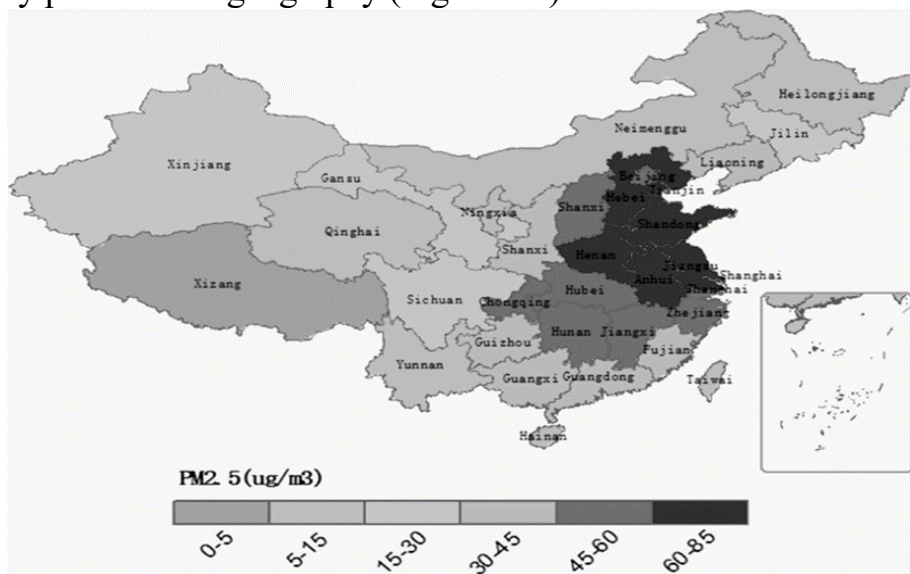 Heilongjiang
Neimenggu
Jilin
Xinjiang
Liaoning
Gansu
Beijing
Tianjin
Hebei
Ningxia
Shanxi
Shandong
Qinghai
Shanxi
Henan
Jiangsu
Shanghai
Anhui
Shanghai
Xizang
Sichuan
Chongqing
Hubei
Zhejiang
Hunan
Jiangxi
Guizhou
Fujian
Yunnan
Guangxi
Guangdong
Taiwai
Hainan
PM2.5(ug/m3)
0-5
5-15
15-30
30-45
45-60
60-85